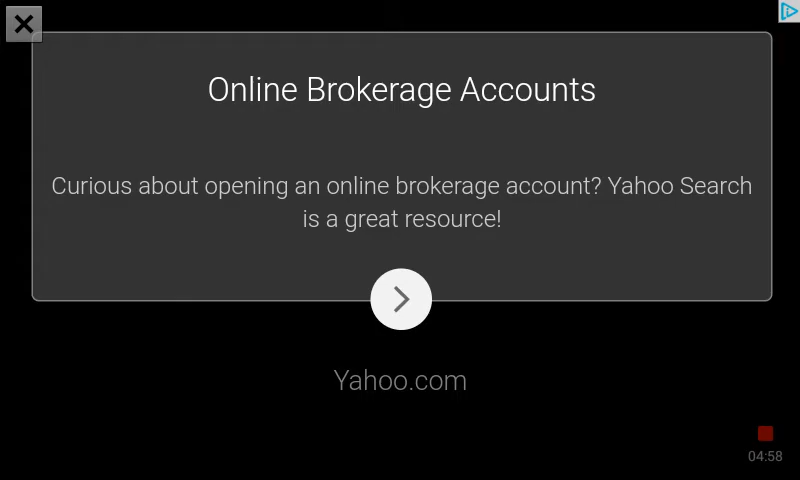 Online Brokerage Accounts
Curious about opening an online brokerage account? Yahoo Search
is a great resource!
Yahoo.com
04:58